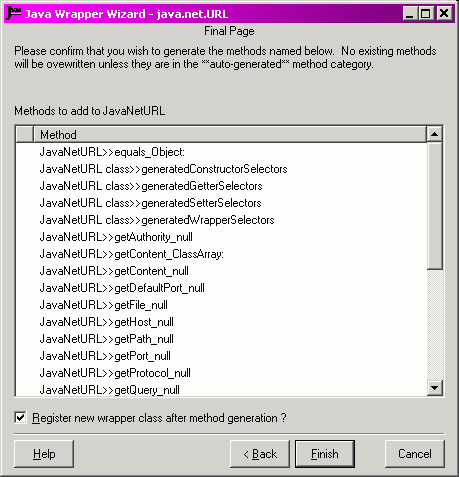 Java Wrapper Wizard - java.net.URL
Final Page
Please confirm that you wish to generate the methods named below. No existing methods
will be ovewritten unless they are in the **auto-generated** method category.
Methods to add to JavaNetURL
Method
JavaNetURL>>equals_Object:
JavaNetURL class>>generatedConstructorSelectors
JavaNetURL class>>generatedGetterSelectors
JavaNetURL class>>generatedSetterSelectors
JavaNetURL class>>generatedWrapperSelectors
JavaNetURL>>getAuthority_null
JavaNetURL>>getContent_ClassArray:
JavaNetURL>>getContent_null
JavaNetURL>>getDefaultPort_null
JavaNetURL>>getFile_null
JavaNetURL>>getHost_null
JavaNetURL>>getPath_null
JavaNetURL>>getPort_null
JavaNetURL>>getProtocol_null
JavaNetURL>>getQuery_null
Register new wrapper class after method generation ?
Help < Back Finish Cancel